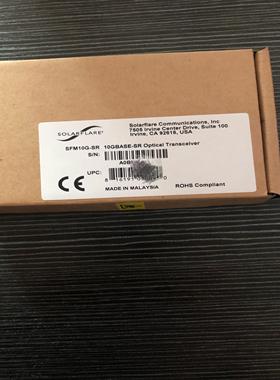 SOLARFLARE
Solarflare Communications, Inc
7505 Irvine Center Drive, Suite 100
Irvine, CA 92618, USA
SFM10G-SR 10GBASE-SR Optical Transceiver
S/N:
UPC:
CE
MADE IN MALAYSIA
ROHS Compliant